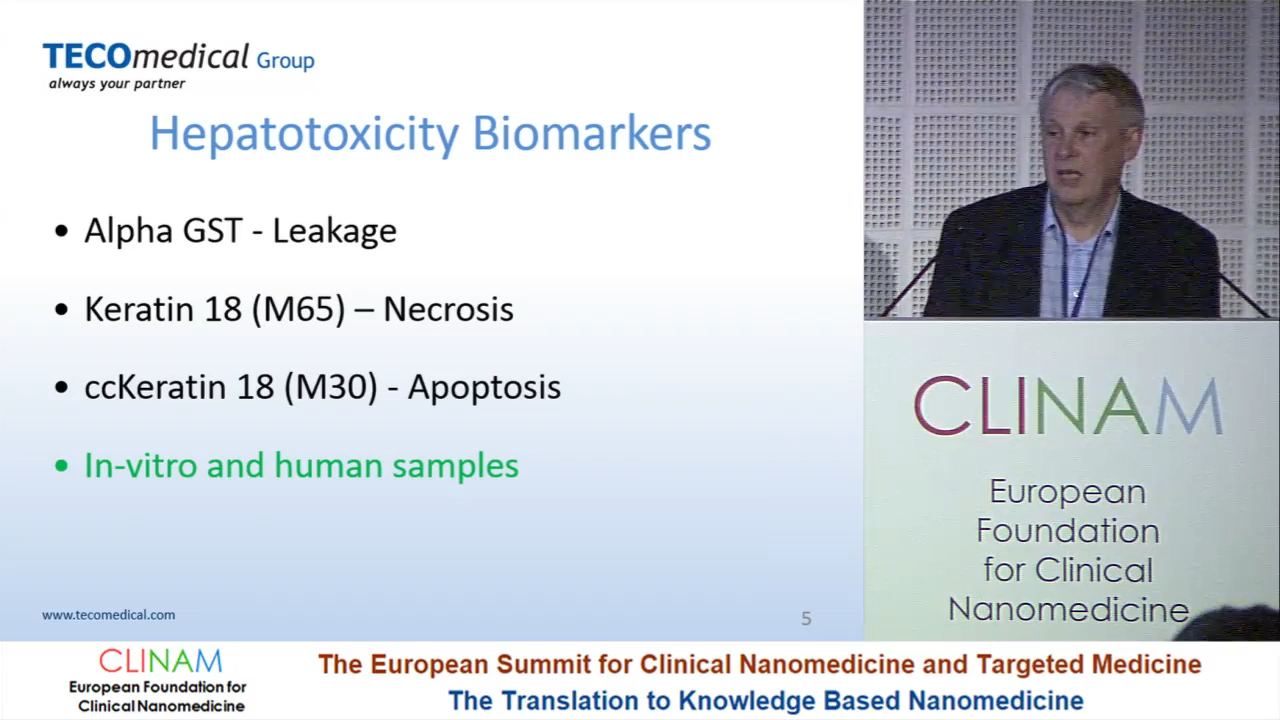 TECOmedical Group
always your partner
Hepatotoxicity Biomarkers
• Alpha GST - Leakage
• Keratin 18 (M65) – Necrosis
• ccKeratin 18 (M30) - Apoptosis
• In-vitro and human samples
www.tecomedical.com
5
CLINAM
European
Foundation
for Clinical
Nanomedicine
CLINAM
European Foundation for
Clinical Nanomedicine
The European Summit for Clinical Nanomedicine and Targeted Medicine
The Translation to Knowledge Based Nanomedicine